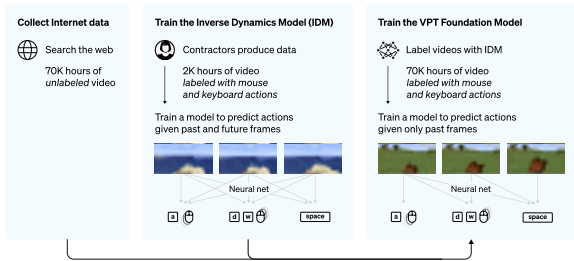 Collect Internet data
Search the web
70K hours of
unlabeled video
Train the Inverse Dynamics Model (IDM)
Contractors produce data
2K hours of video
labeled with mouse
and keyboard actions
Train a model to predict actions
given past and future frames
Neural net
a
d w
space
Train the VPT Foundation Model
Label videos with IDM
70K hours of video
labeled with mouse
and keyboard actions
Train a model to predict actions
given only past frames
Neural net
a
d w
space